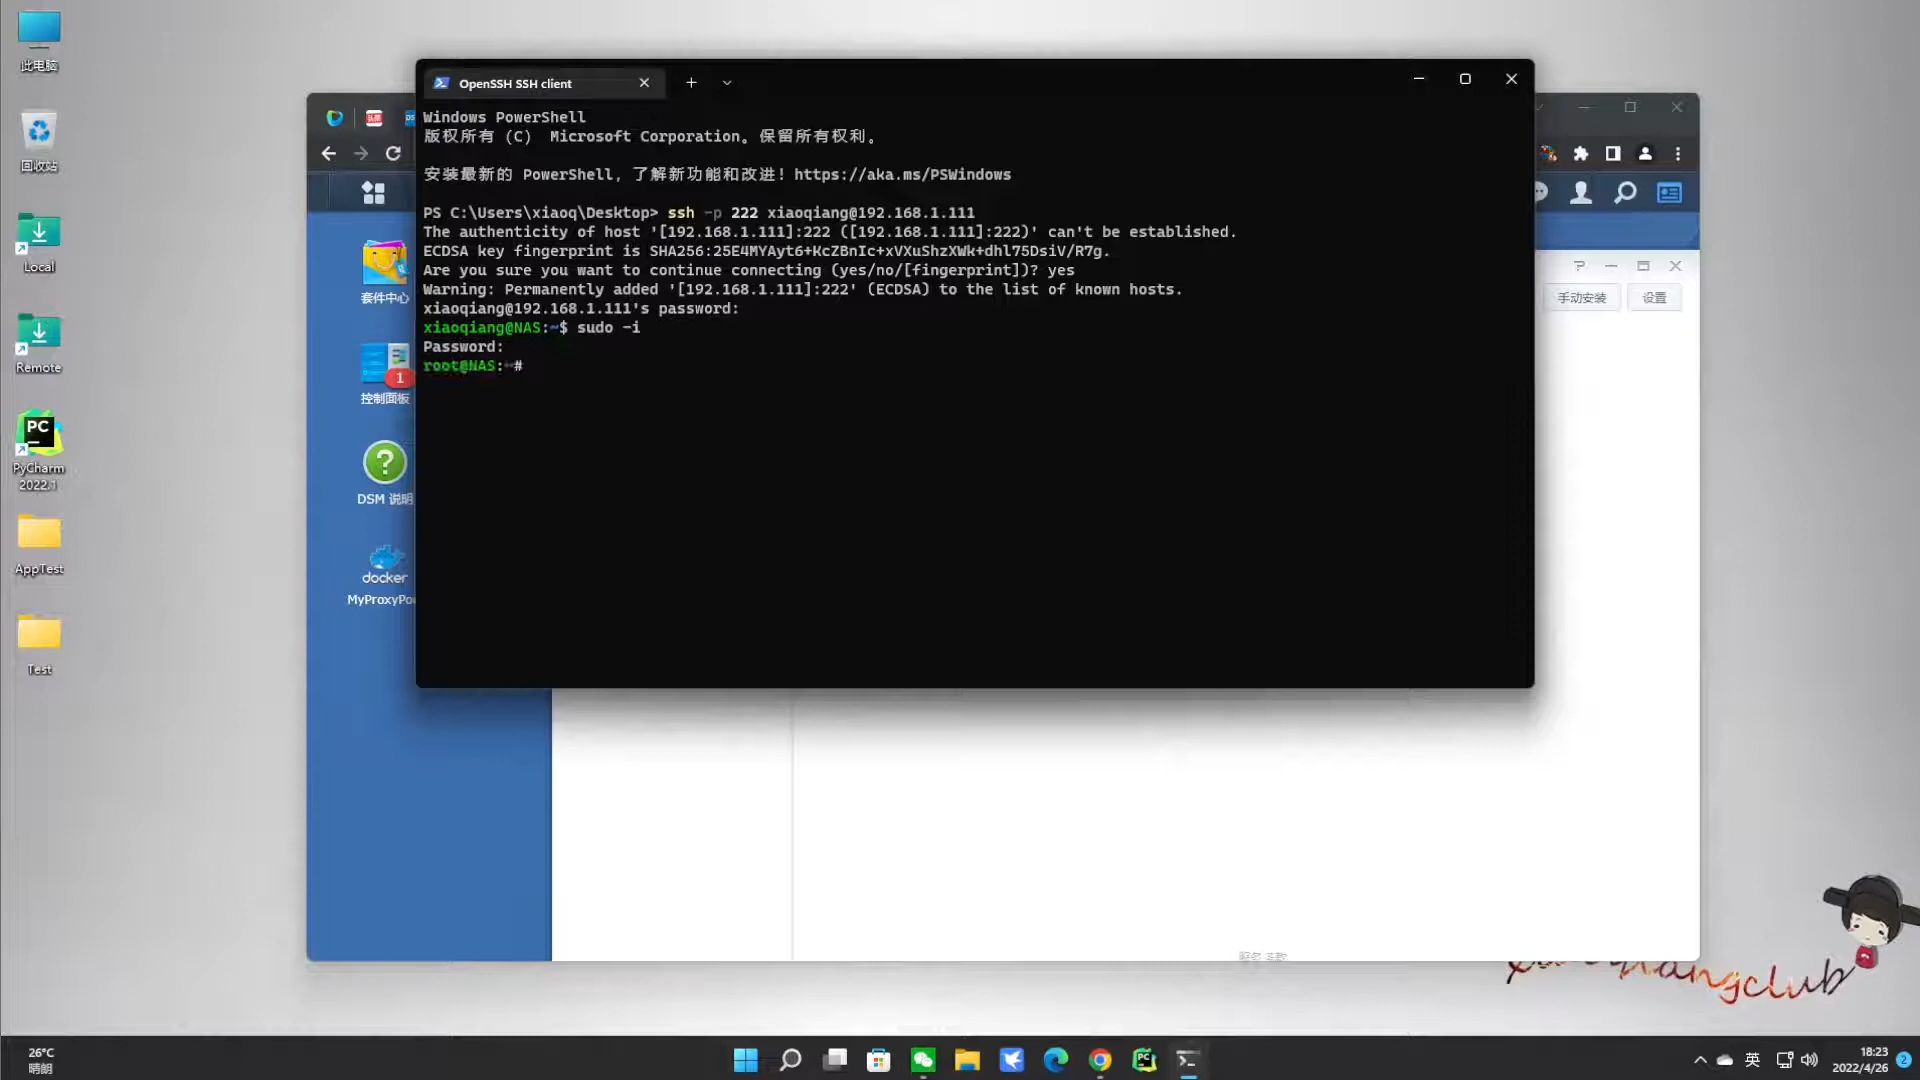 此电脑
回收站
Local
Remote
PC
PyCharm
2022.1
AppTest
Test
头条
套件中心
1
控制面板
DSM 说明
docker
MyProxyPo
OpenSSH SSH client
Windows PowerShell
版权所有 (C) Microsoft Corporation。保留所有权利。
安装最新的 PowerShell，了解新功能和改进！https://aka.ms/PSWindows
PS C:\Users\xiaoq\Desktop> ssh -p 222 xiaoqiang@192.168.1.111
The authenticity of host '[192.168.1.111]:222 ([192.168.1.111]:222)' can't be established.
ECDSA key fingerprint is SHA256:25E4MYAyt6+KcZBnIc+xVXuShzXWk+dhl75DsiV/R7g.
Are you sure you want to continue connecting (yes/no/[fingerprint])? yes
Warning: Permanently added '[192.168.1.111]:222' (ECDSA) to the list of known hosts.
xiaoqiang@192.168.1.111's password:
xiaoqiang@NAS:~$ sudo -i
Password:
root@NAS:~#
手动安装
设置
26°C
晴朗
英
18:23
2022/4/26
2